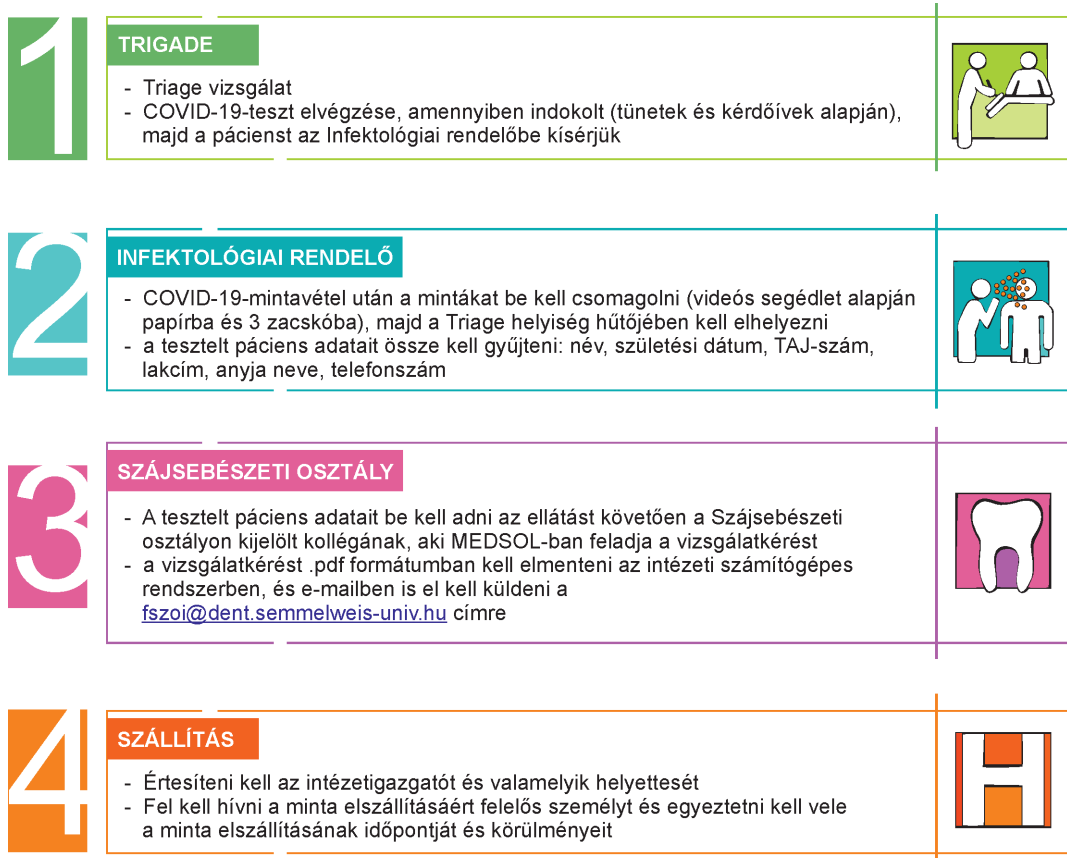 1
TRIGADE
- Triage vizsgálat
- COVID-19-teszt elvégzése, amennyiben indokolt (tünetek és kérdőívek alapján),
majd a pácienst az Infektológiai rendelőbe kísérjük
2
INFEKTOLÓGIAI RENDELŐ
- COVID-19-mintavétel után a mintákat be kell csomagolni (videós segédlet alapján
papírba és 3 zacskóba), majd a Triage helyiség hűtőjében kell elhelyezni
- a tesztelt páciens adatait össze kell gyűjteni: név, születési dátum, TAJ-szám,
lakcím, anyja neve, telefonszám
3
SZÁJSEBÉSZETI OSZTÁLY
- A tesztelt páciens adatait be kell adni az ellátást követően a Szájsebészeti
osztályon kijelölt kollégának, aki MEDSOL-ban feladja a vizsgálatkérést
- a vizsgálatkérést .pdf formátumban kell elmenteni az intézeti számítógépes
rendszerben, és e-mailben is el kell küldeni a
fszoi@dent.semmelweis-univ.hu címre
4
SZÁLLÍTÁS
- Értesíteni kell az intézetigazgatót és valamelyik helyettesét
- Fel kell hívni a minta elszállításáért felelős személyt és egyeztetni kell vele
a minta elszállításának időpontját és körülményeit
H